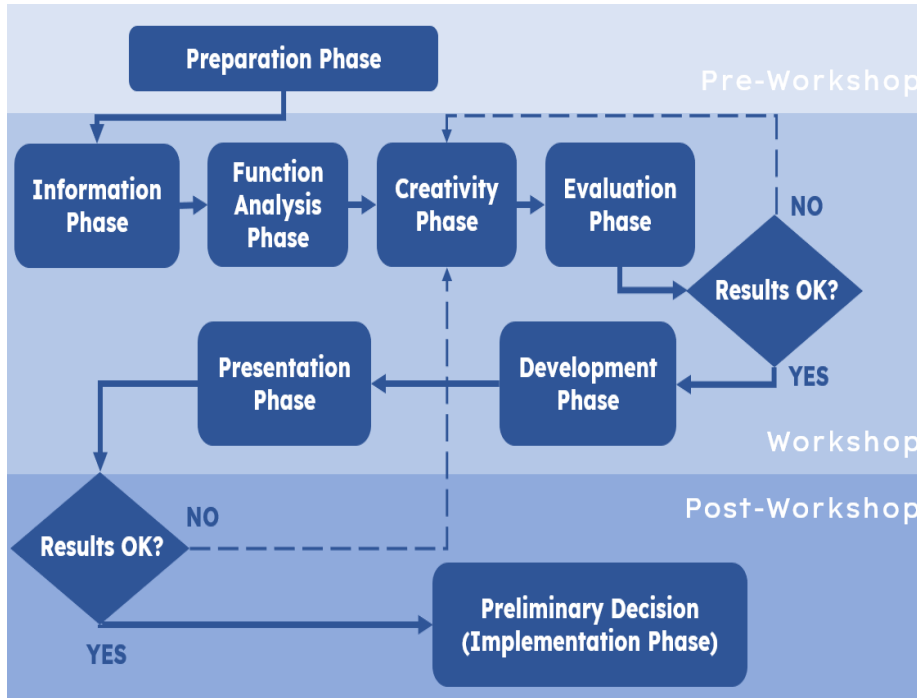 Preparation Phase
Pre-Workshop
Information
Phase
Function
Analysis
Phase
Creativity
Phase
Evaluation
Phase
NO
Results OK?
YES
Development
Phase
Presentation
Phase
Workshop
Post-Workshop
Results OK?
NO
YES
Preliminary Decision
(Implementation Phase)